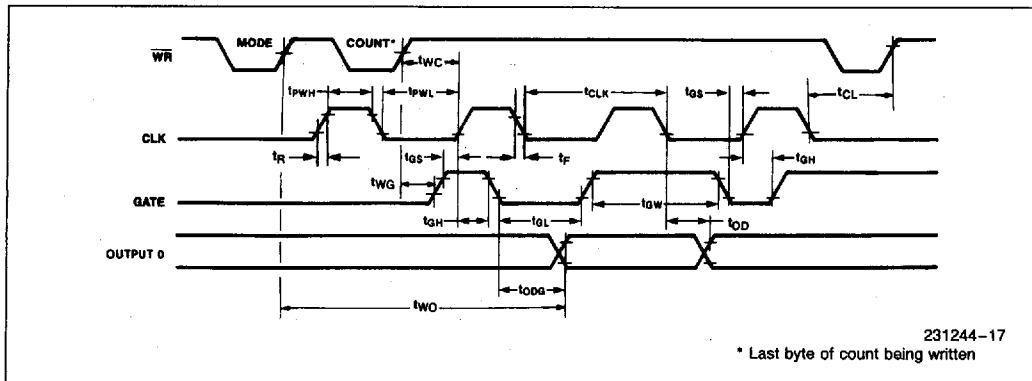 WR
MODE
COUNT*
tWC
tPWH
tPWL
tCLK
tGS
tCL
CLK
tR
tGS
tF
tGH
tWG
GATE
tGH
tGL
tGW
tOD
OUTPUT 0
tODG
tWO
231244–17
* Last byte of count being written